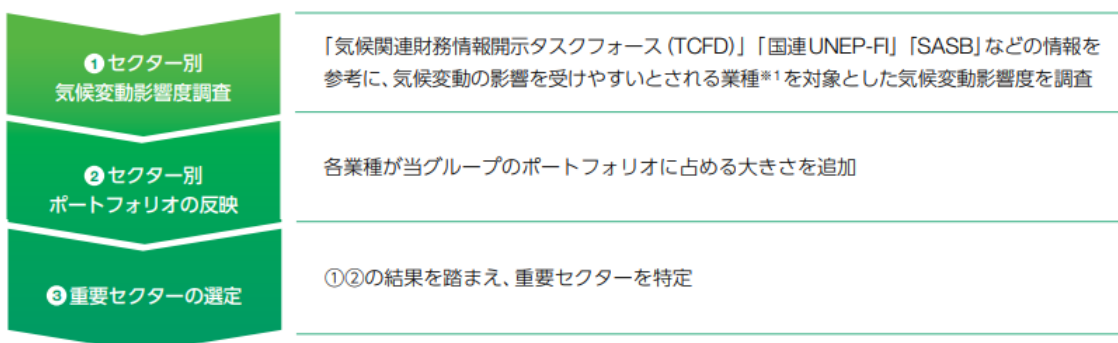 ❶セクター別
気候変動影響度調査
「気候関連財務情報開示タスクフォース(TCFD)」「国連UNEP-FI」「SASB」などの情報を
参考に、気候変動の影響を受けやすいとされる業種※1を対象とした気候変動影響度を調査
❷セクター別
ポートフォリオの反映
各業種が当グループのポートフォリオに占める大きさを追加
❸重要セクターの選定
①②の結果を踏まえ、重要セクターを特定